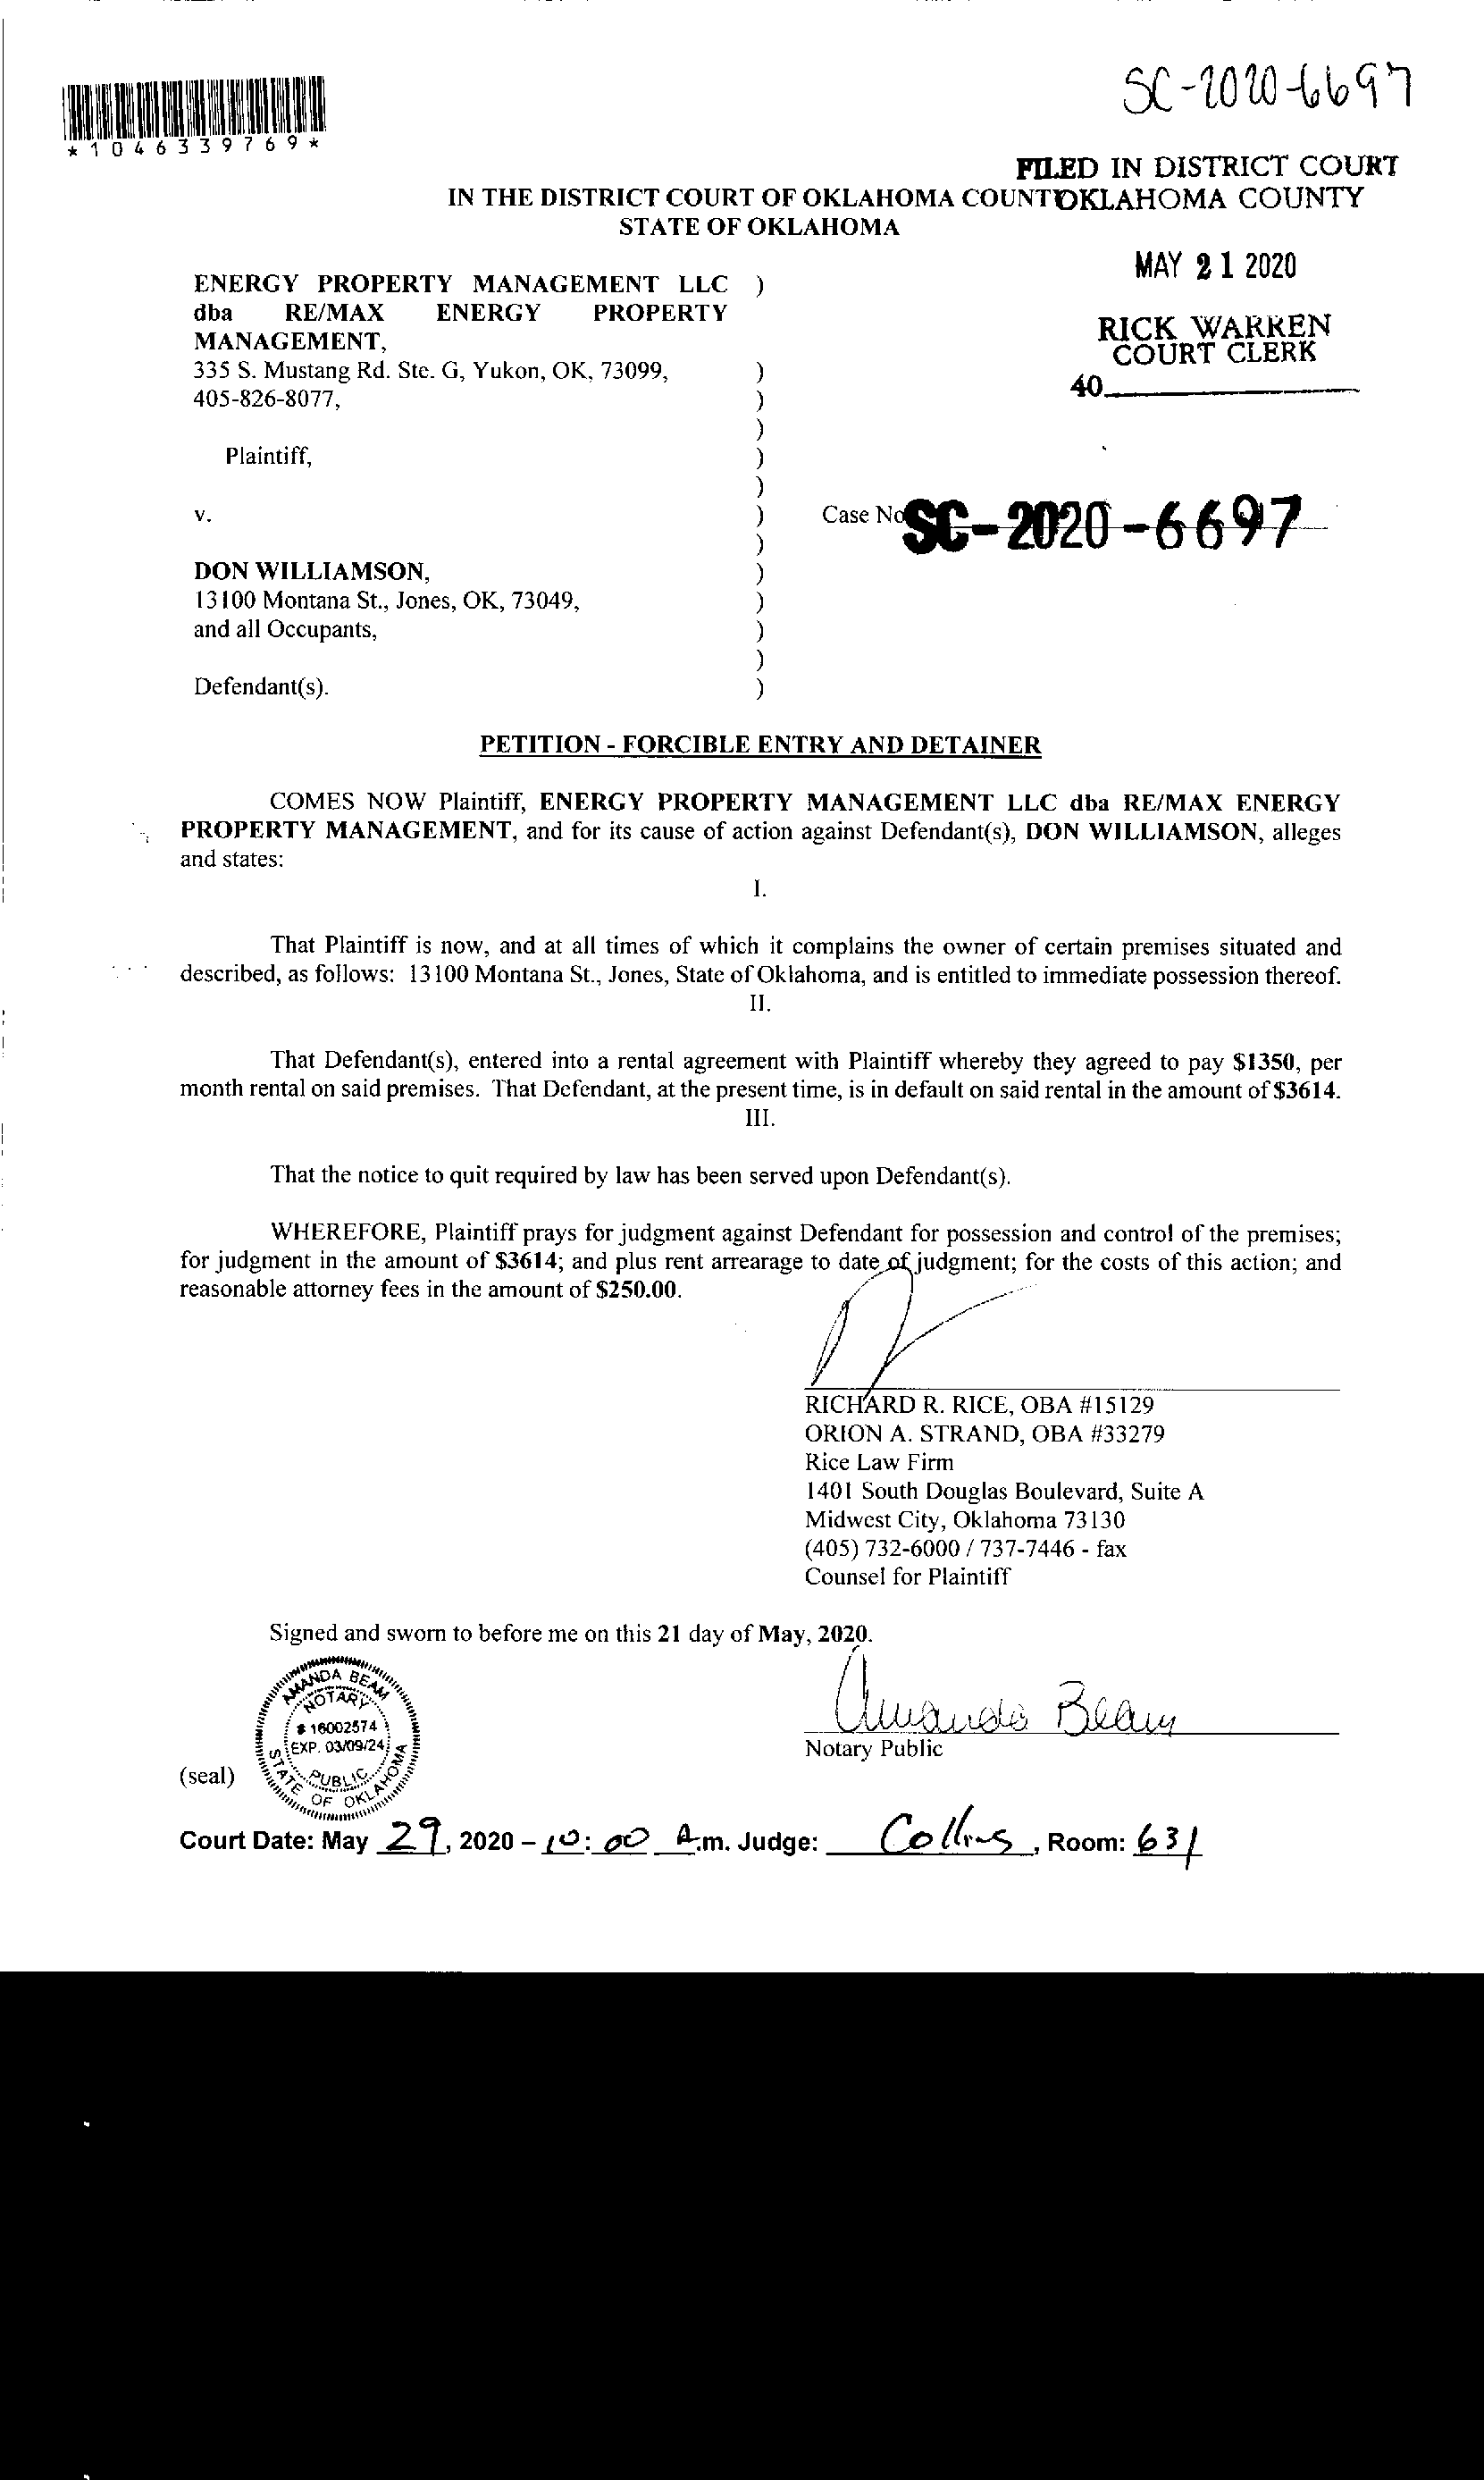 SC-2020-6697
*1046339769*
FILED IN DISTRICT COURT
OKLAHOMA COUNTY
IN THE DISTRICT COURT OF OKLAHOMA COUNT
STATE OF OKLAHOMA
MAY 21 2020
RICK WARREN
COURT CLERK
40
ENERGY PROPERTY MANAGEMENT LLC )
dba RE/MAX ENERGY PROPERTY
MANAGEMENT,
335 S. Mustang Rd. Ste. G, Yukon, OK, 73099, )
405-826-8077, )
)
Plaintiff, )
)
v. ) Case No SC-2020-6697
)
DON WILLIAMSON, )
13100 Montana St., Jones, OK, 73049, )
and all Occupants, )
)
Defendant(s). )
PETITION - FORCIBLE ENTRY AND DETAINER
COMES NOW Plaintiff, ENERGY PROPERTY MANAGEMENT LLC dba RE/MAX ENERGY
PROPERTY MANAGEMENT, and for its cause of action against Defendant(s), DON WILLIAMSON, alleges
and states:
I.
That Plaintiff is now, and at all times of which it complains the owner of certain premises situated and
described, as follows: 13100 Montana St., Jones, State of Oklahoma, and is entitled to immediate possession thereof.
II.
That Defendant(s), entered into a rental agreement with Plaintiff whereby they agreed to pay $1350, per
month rental on said premises. That Defendant, at the present time, is in default on said rental in the amount of $3614.
III.
That the notice to quit required by law has been served upon Defendant(s).
WHEREFORE, Plaintiff prays for judgment against Defendant for possession and control of the premises;
for judgment in the amount of $3614; and plus rent arrearage to date of judgment; for the costs of this action; and
reasonable attorney fees in the amount of $250.00.
RICHARD R. RICE, OBA #15129
ORION A. STRAND, OBA #33279
Rice Law Firm
1401 South Douglas Boulevard, Suite A
Midwest City, Oklahoma 73130
(405) 732-6000 / 737-7446 - fax
Counsel for Plaintiff
Signed and sworn to before me on this 21 day of May, 2020.
Amanda Beam
Notary Public
AMANDA BEAM
NOTARY
# 16002574
EXP. 03/09/24
PUBLIC
STATE OF OKLAHOMA
(seal)
Court Date: May 29, 2020 – 10:00 A.m. Judge: Collins, Room: 631